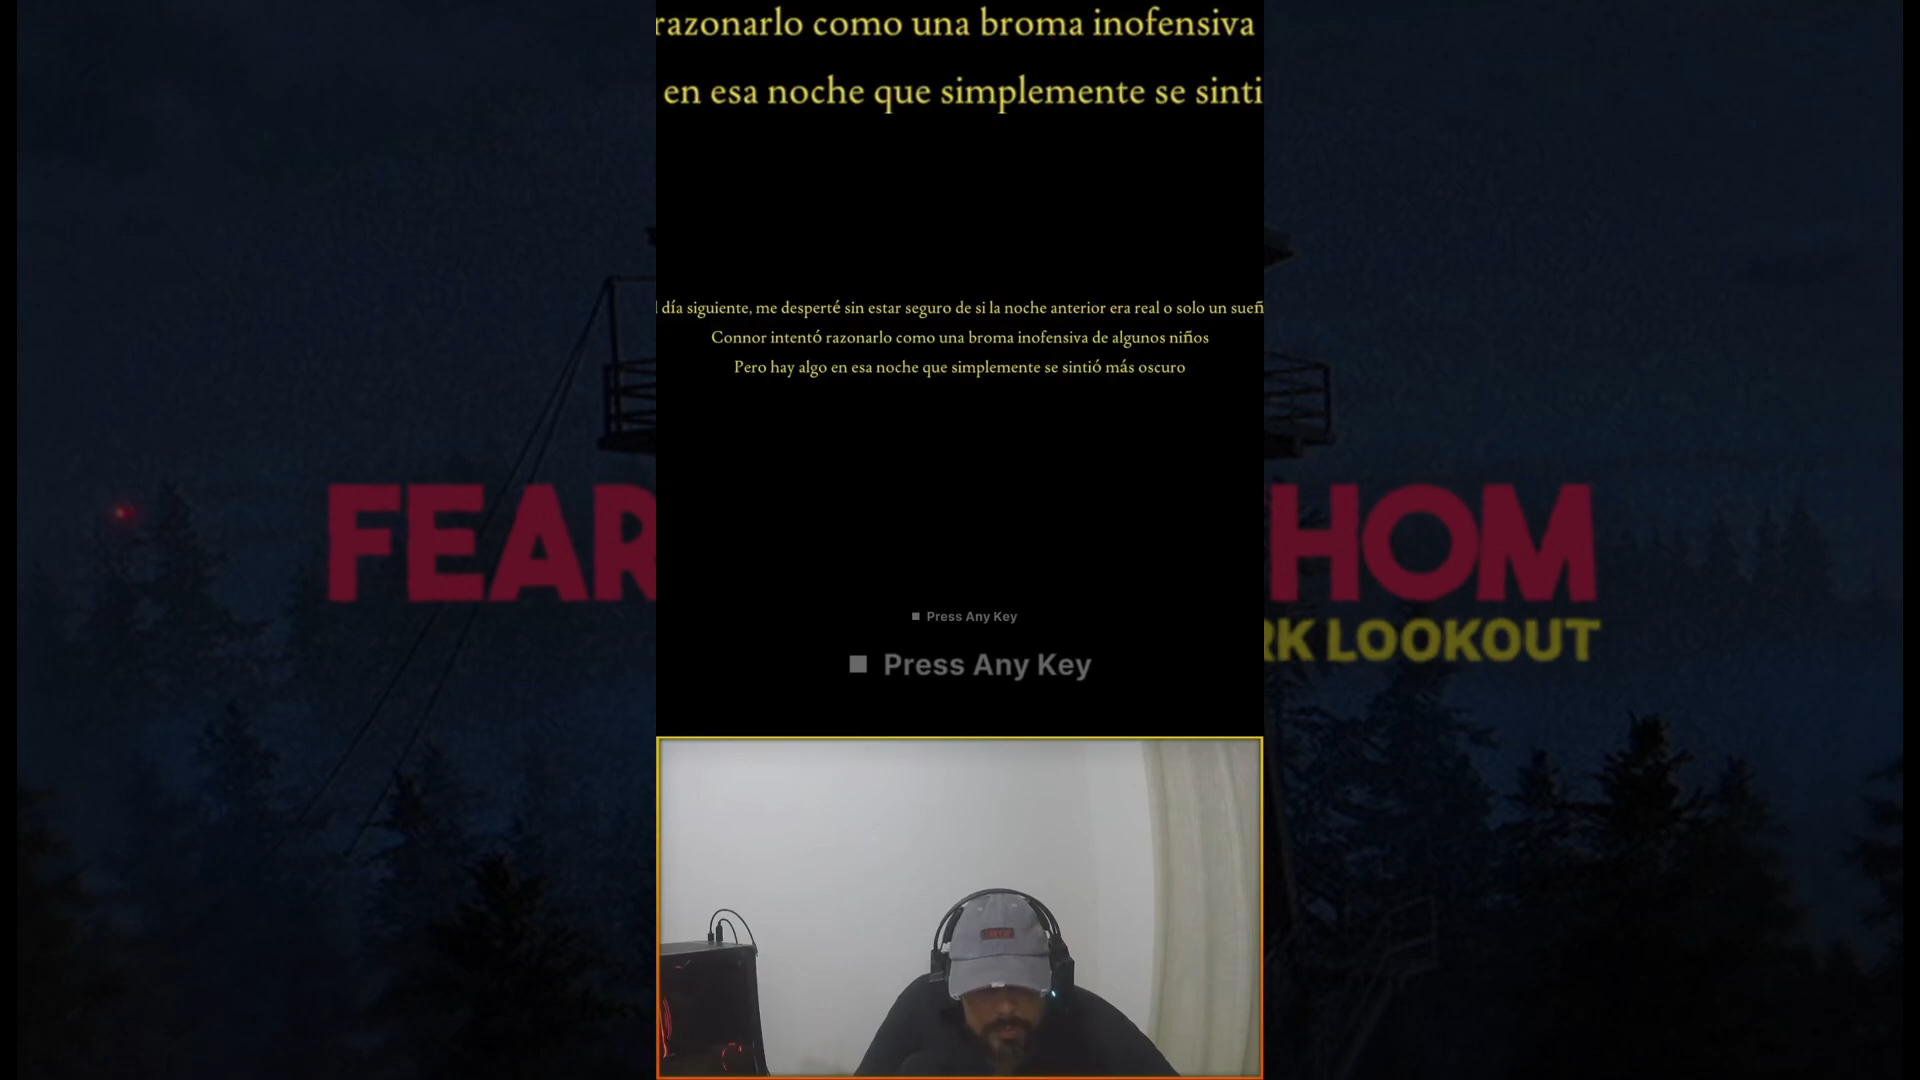 razonarlo como una broma inofensiva
en esa noche que simplemente se sinti
día siguiente, me desperté sin estar seguro de si la noche anterior era real o solo un sueñ
Connor intentó razonarlo como una broma inofensiva de algunos niños
Pero hay algo en esa noche que simplemente se sintió más oscuro
FEAR HOM
RK LOOKOUT
Press Any Key
Press Any Key